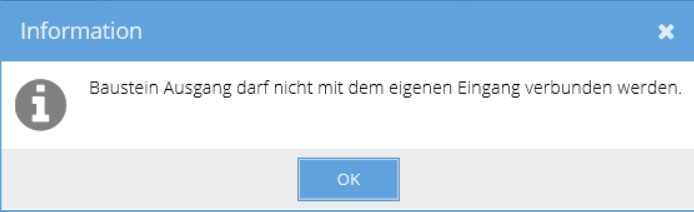 Information
Baustein Ausgang darf nicht mit dem eigenen Eingang verbunden werden.
OK